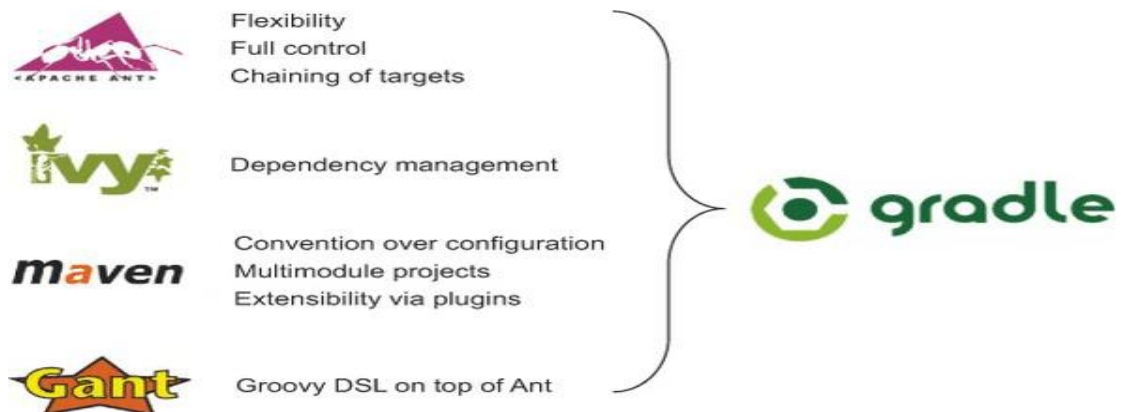 <APACHE ANT>
Flexibility
Full control
Chaining of targets
ivy
TM
Dependency management
maven
Convention over configuration
Multimodule projects
Extensibility via plugins
Gant
Groovy DSL on top of Ant
gradle